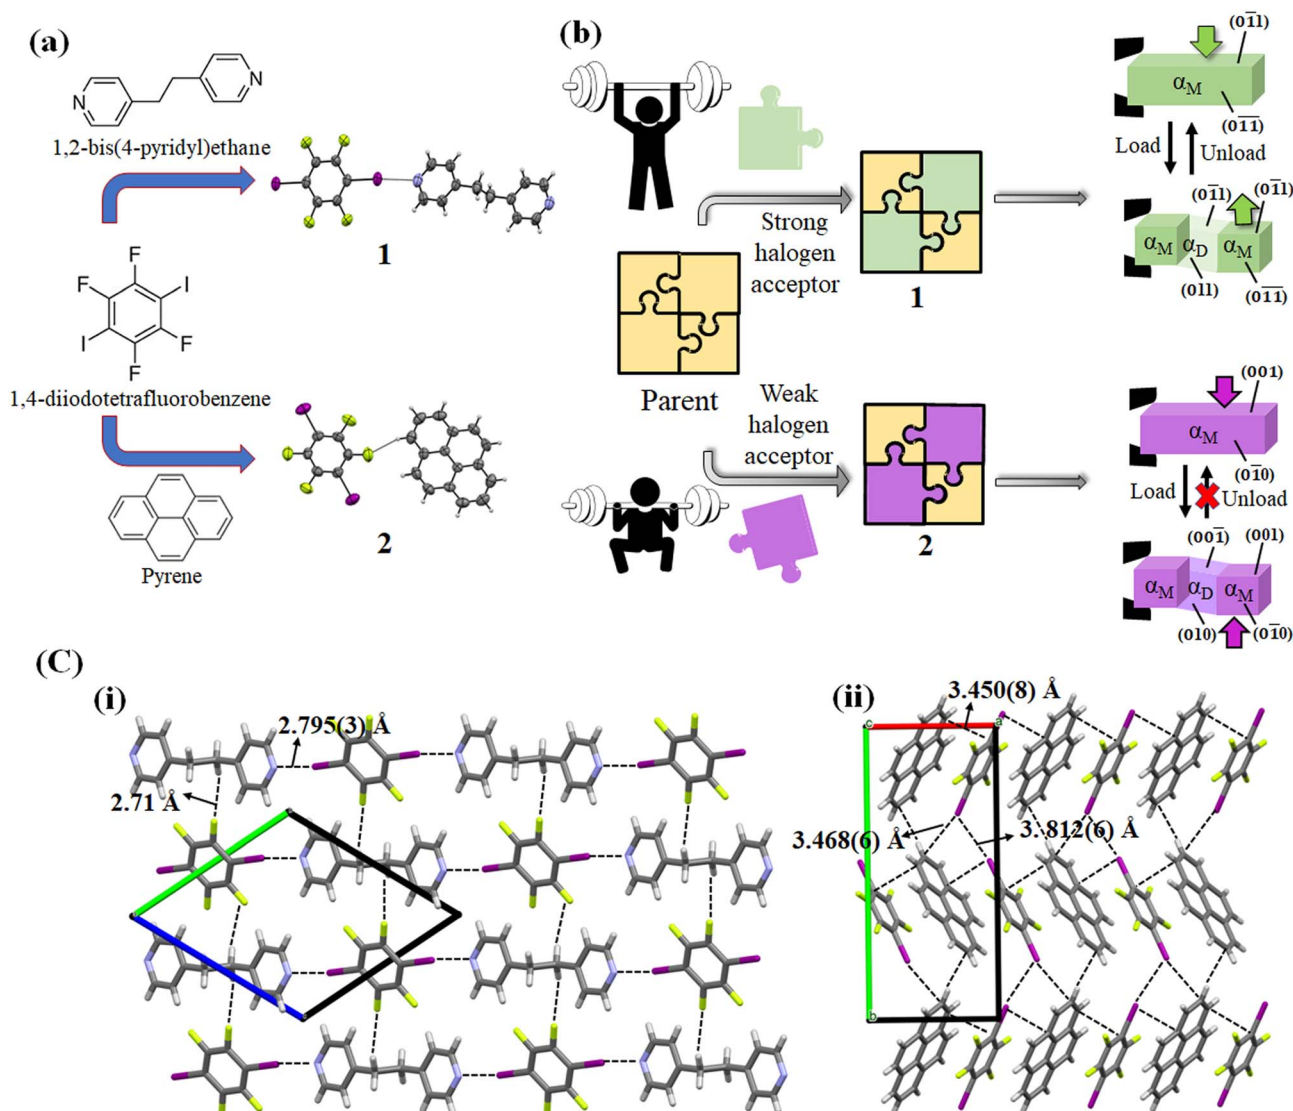 (a)
N
N
1,2-bis(4-pyridyl)ethane
1
F
F
I
I
F
F
1,4-diiodotetrafluorobenzene
2
Pyrene
(b)
Strong
halogen
acceptor
1
Parent
Weak
halogen
acceptor
2
(01̅1)
αM
(01̅1̅)
Load
Unload
(01̅1)
(01̅1)
αM
αD
αM
(011)
(01̅1̅)
(001)
αM
(01̅0)
Load
Unload
(001̅)
(001)
αM
αD
αM
(010)
(01̅0)
(C)
(i)
2.795(3) Å
2.71 Å
(ii)
3.450(8) Å
c
a
3.468(6) Å
3.812(6) Å
b